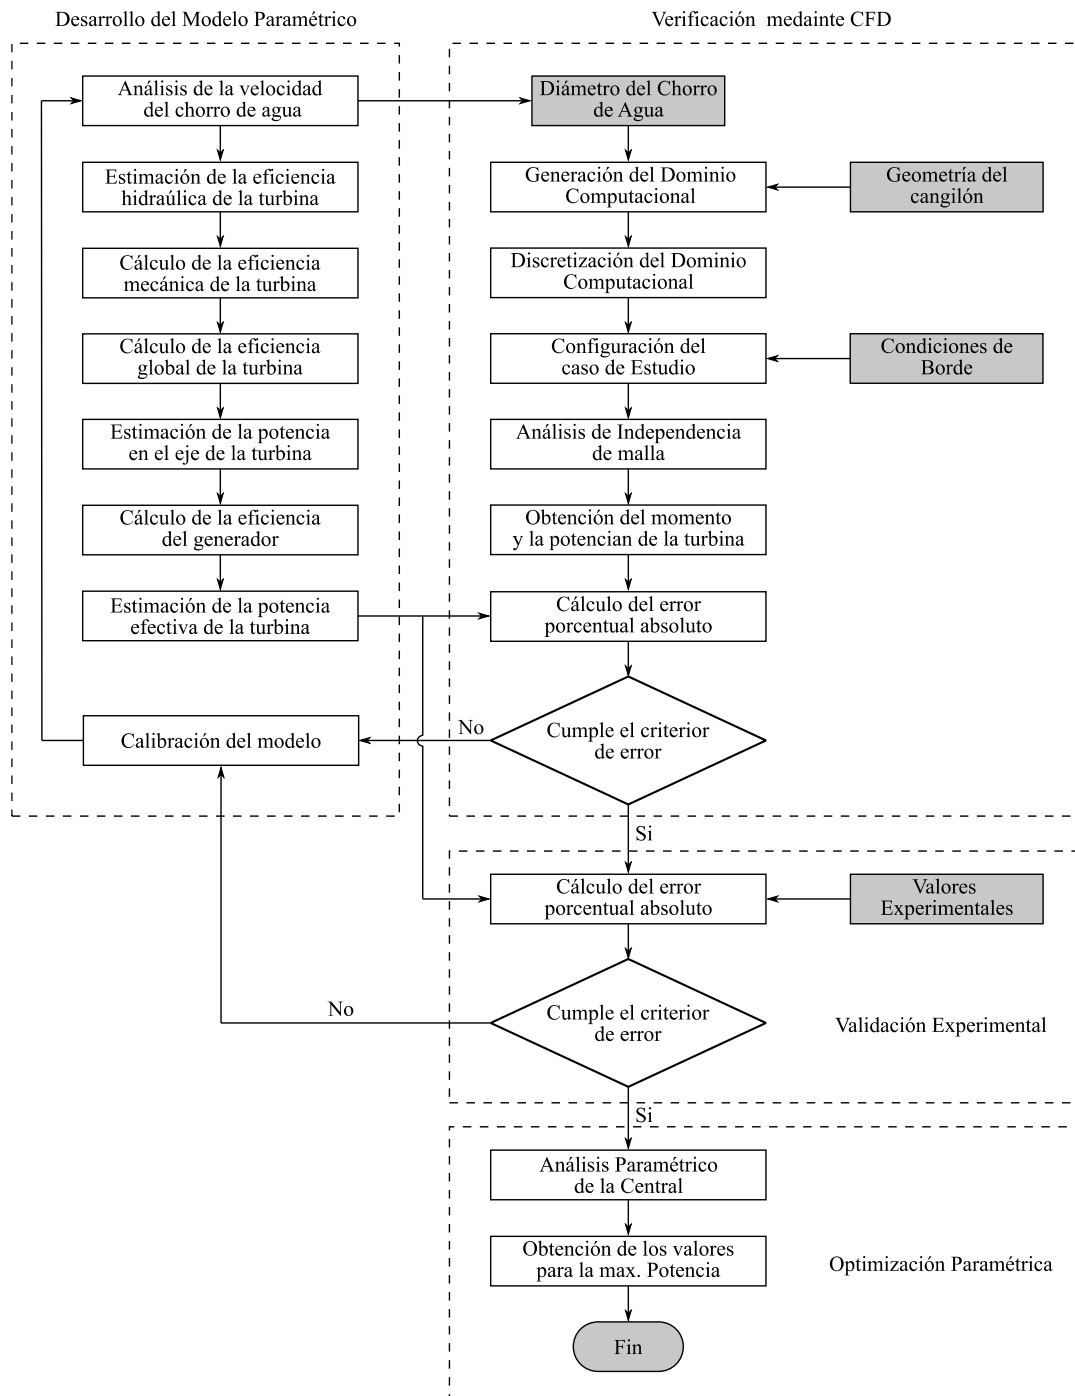 Desarrollo del Modelo Paramétrico
Verificación medainte CFD
Análisis de la velocidad
del chorro de agua
Estimación de la eficiencia
hidraúlica de la turbina
Cálculo de la eficiencia
mecánica de la turbina
Cálculo de la eficiencia
global de la turbina
Estimación de la potencia
en el eje de la turbina
Cálculo de la eficiencia
del generador
Estimación de la potencia
efectiva de la turbina
Calibración del modelo
Diámetro del Chorro
de Agua
Generación del Dominio
Computacional
Geometría del
cangilón
Discretización del Dominio
Computacional
Configuración del
caso de Estudio
Condiciones de
Borde
Análisis de Independencia
de malla
Obtención del momento
y la potencian de la turbina
Cálculo del error
porcentual absoluto
Cumple el criterior
de error
No
Si
Cálculo del error
porcentual absoluto
Valores
Experimentales
Cumple el criterior
de error
No
Validación Experimental
Si
Análisis Paramétrico
de la Central
Obtención de los valores
para la max. Potencia
Optimización Paramétrica
Fin